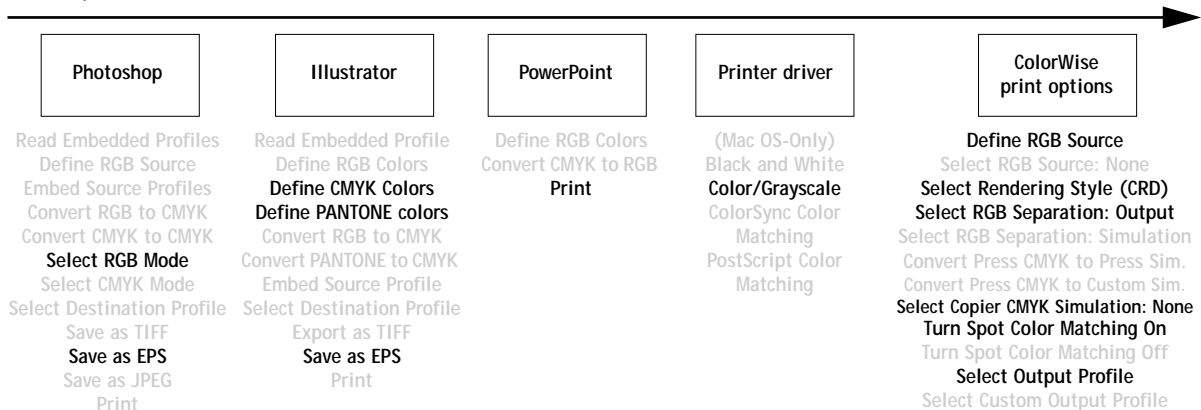 Photoshop
Read Embedded Profiles
Define RGB Source
Embed Source Profiles
Convert RGB to CMYK
Convert CMYK to CMYK
Select RGB Mode
Select CMYK Mode
Select Destination Profile
Save as TIFF
Save as EPS
Save as JPEG
Print
Illustrator
Read Embedded Profile
Define RGB Colors
Define CMYK Colors
Define PANTONE colors
Convert RGB to CMYK
Convert PANTONE to CMYK
Embed Source Profile
Select Destination Profile
Export as TIFF
Save as EPS
Print
PowerPoint
Define RGB Colors
Convert CMYK to RGB
Print
Printer driver
(Mac OS-Only)
Black and White
Color/Grayscale
ColorSync Color
Matching
PostScript Color
Matching
ColorWise
print options
Define RGB Source
Select RGB Source: None
Select Rendering Style (CRD)
Select RGB Separation: Output
Select RGB Separation: Simulation
Convert Press CMYK to Press Sim.
Convert Press CMYK to Custom Sim.
Select Copier CMYK Simulation: None
Turn Spot Color Matching On
Turn Spot Color Matching Off
Select Output Profile
Select Custom Output Profile